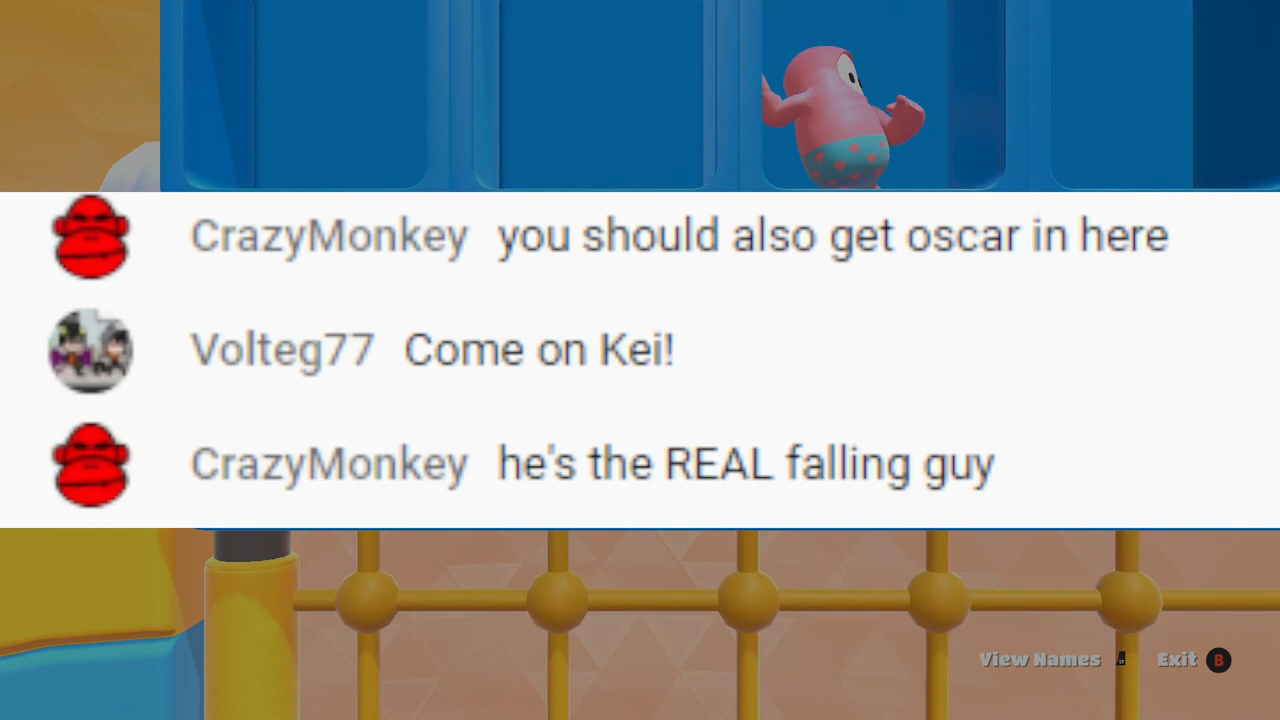 CrazyMonkey you should also get oscar in here
Volteg77 Come on Kei!
CrazyMonkey he's the REAL falling guy
View Names LT Exit B